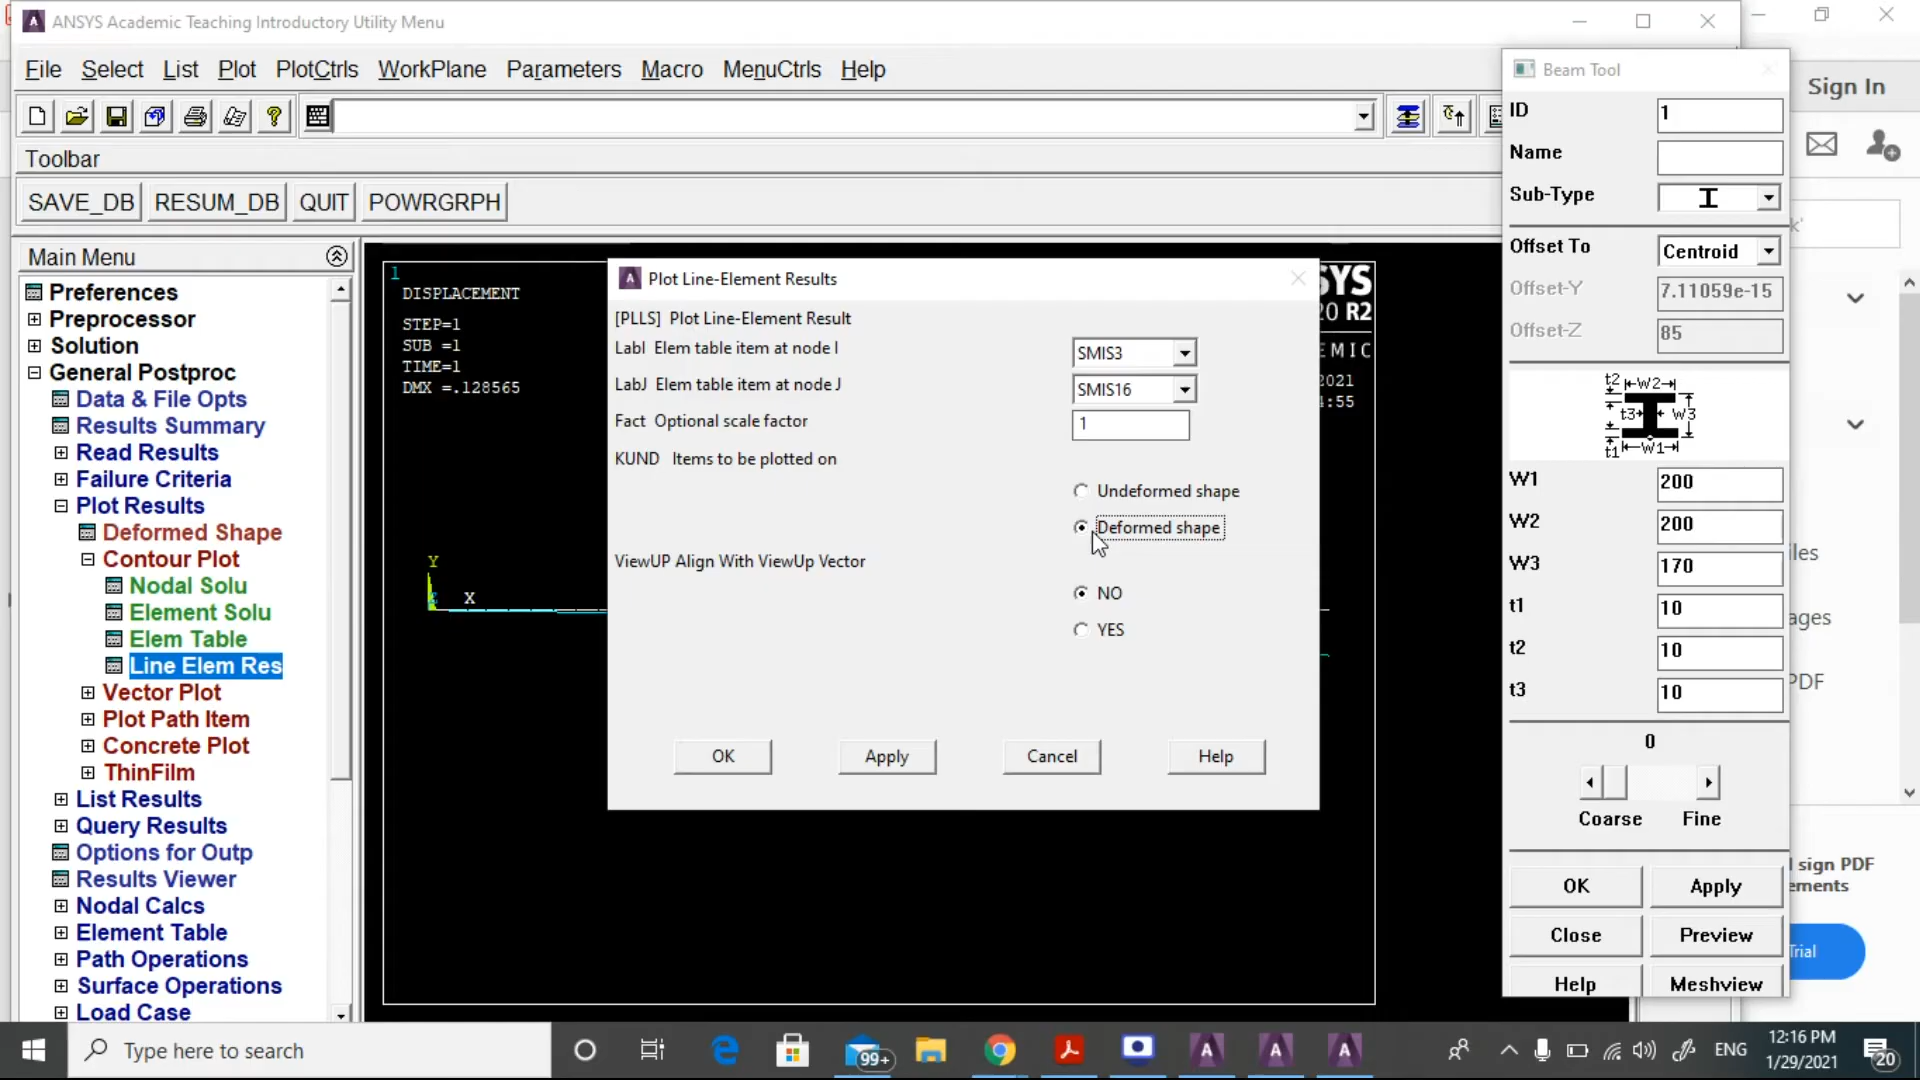 ANSYS Academic Teaching Introductory Utility Menu
File Select List Plot PlotCtrls WorkPlane Parameters Macro MenuCtrls Help
Toolbar
SAVE_DB RESUM_DB QUIT POWRGRPH
Main Menu
Preferences
Preprocessor
Solution
General Postproc
Data & File Opts
Results Summary
Read Results
Failure Criteria
Plot Results
Deformed Shape
Contour Plot
Nodal Solu
Element Solu
Elem Table
Line Elem Res
Vector Plot
Plot Path Item
Concrete Plot
ThinFilm
List Results
Query Results
Options for Outp
Results Viewer
Nodal Calcs
Element Table
Path Operations
Surface Operations
Load Case
1
DISPLACEMENT
STEP=1
SUB =1
TIME=1
DMX =.128565
Y
X
SYS
20 R2
EMIC
2021
:55
Plot Line-Element Results
[PLLS] Plot Line-Element Result
LabI Elem table item at node I SMIS3
LabJ Elem table item at node J SMIS16
Fact Optional scale factor 1
KUND Items to be plotted on
Undeformed shape
Deformed shape
ViewUP Align With ViewUp Vector
NO
YES
OK Apply Cancel Help
Beam Tool
ID 1
Name
Sub-Type
Offset To Centroid
Offset-Y 7.11059e-15
Offset-Z 85
t2 W2
t3 W3
t1 W1
W1 200
W2 200
W3 170
t1 10
t2 10
t3 10
0
Coarse Fine
OK Apply
Close Preview
Help Meshview
Sign In
k'
iles
ages
PDF
l sign PDF
ements
Trial
Type here to search
99+
ENG
12:16 PM
1/29/2021
20